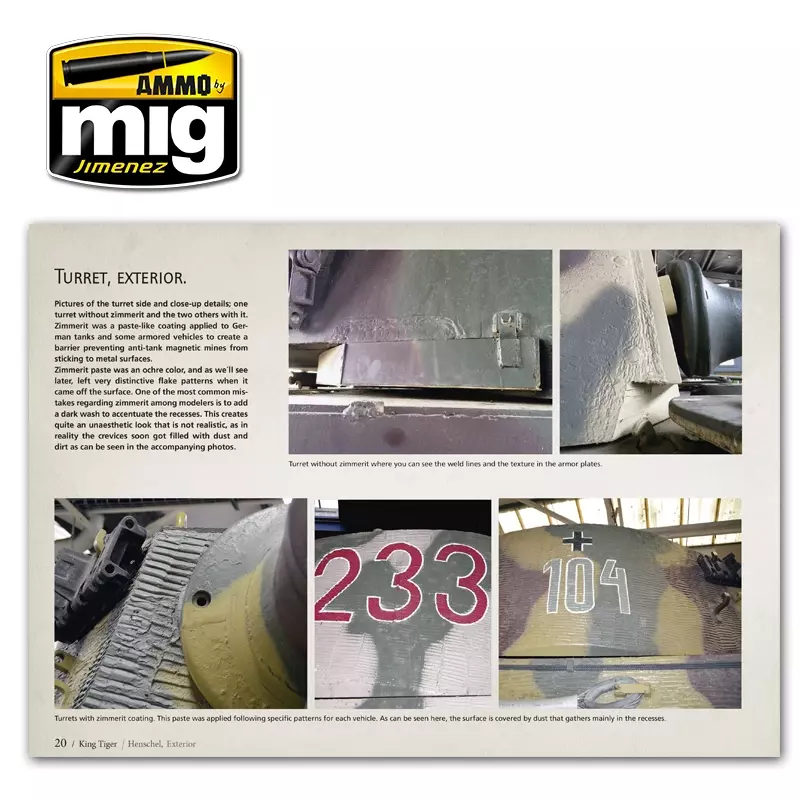 AMMO by
mig
Jimenez
TURRET, EXTERIOR.
Pictures of the turret side and close-up details; one
turret without zimmerit and the two others with it.
Zimmerit was a paste-like coating applied to Ger-
man tanks and some armored vehicles to create a
barrier preventing anti-tank magnetic mines from
sticking to metal surfaces.
Zimmerit paste was an ochre color, and as we´ll see
later, left very distinctive flake patterns when it
came off the surface. One of the most common mis-
takes regarding zimmerit among modelers is to add
a dark wash to accentuate the recesses. This creates
quite an unaesthetic look that is not realistic, as in
reality the crevices soon got filled with dust and
dirt as can be seen in the accompanying photos.
Turret without zimmerit where you can see the weld lines and the texture in the armor plates.
233
104
Turrets with zimmerit coating. This paste was applied following specific patterns for each vehicle. As can be seen here, the surface is covered by dust that gathers mainly in the recesses.
20 / King Tiger / Henschel, Exterior